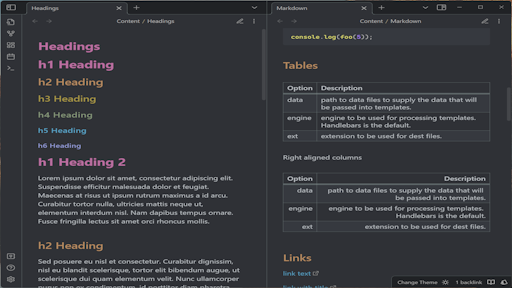 Headings
Content / Headings
Headings
h1 Heading
h2 Heading
h3 Heading
h4 Heading
h5 Heading
h6 Heading
h1 Heading 2
Lorem ipsum dolor sit amet, consectetur adipiscing elit.
Suspendisse efficitur malesuada dolor et feugiat.
Maecenas at risus ut ipsum rutrum maximus a id arcu.
Curabitur tortor nulla, ultricies mattis neque ut,
elementum interdum nisl. Nam dapibus tempus ornare.
Fusce fringilla lectus sit amet orci rhoncus mollis.
h2 Heading
Sed posuere eu nisl et consectetur. Curabitur dignissim,
nisl eu blandit scelerisque, tortor elit bibendum augue, ut
scelerisque dui quam elementum velit. Nunc ullamcorper
Markdown
Content / Markdown
console.log(foo(5));
Tables
Option Description
data path to data files to supply the data that will
be passed into templates.
engine engine to be used for processing templates.
Handlebars is the default.
ext extension to be used for dest files.
Right aligned columns
Option Description
data path to data files to supply the data that will
be passed into templates.
engine engine to be used for processing templates.
Handlebars is the default.
ext extension to be used for dest files.
Links
link text
link with title
Change Theme 1 backlink